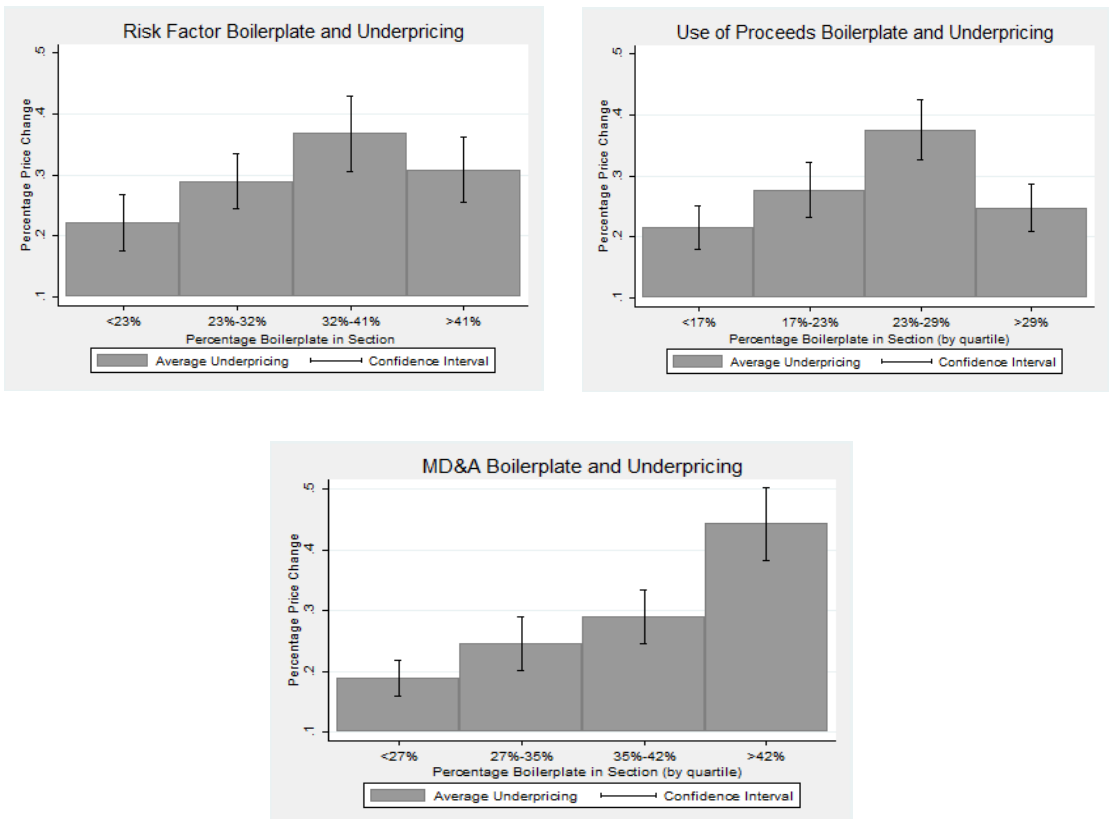 Risk Factor Boilerplate and Underpricing
Percentage Price Change
.5
.4
.3
.2
.1
<23%
23%-32%
32%-41%
>41%
Percentage Boilerplate in Section
Average Underpricing
Confidence Interval
Use of Proceeds Boilerplate and Underpricing
Percentage Price Change
.5
.4
.3
.2
.1
<17%
17%-23%
23%-29%
>29%
Percentage Boilerplate in Section (by quartile)
Average Underpricing
Confidence Interval
MD&A Boilerplate and Underpricing
Percentage Price Change
.5
.4
.3
.2
.1
<27%
27%-35%
35%-42%
>42%
Percentage Boilerplate in Section (by quartile)
Average Underpricing
Confidence Interval